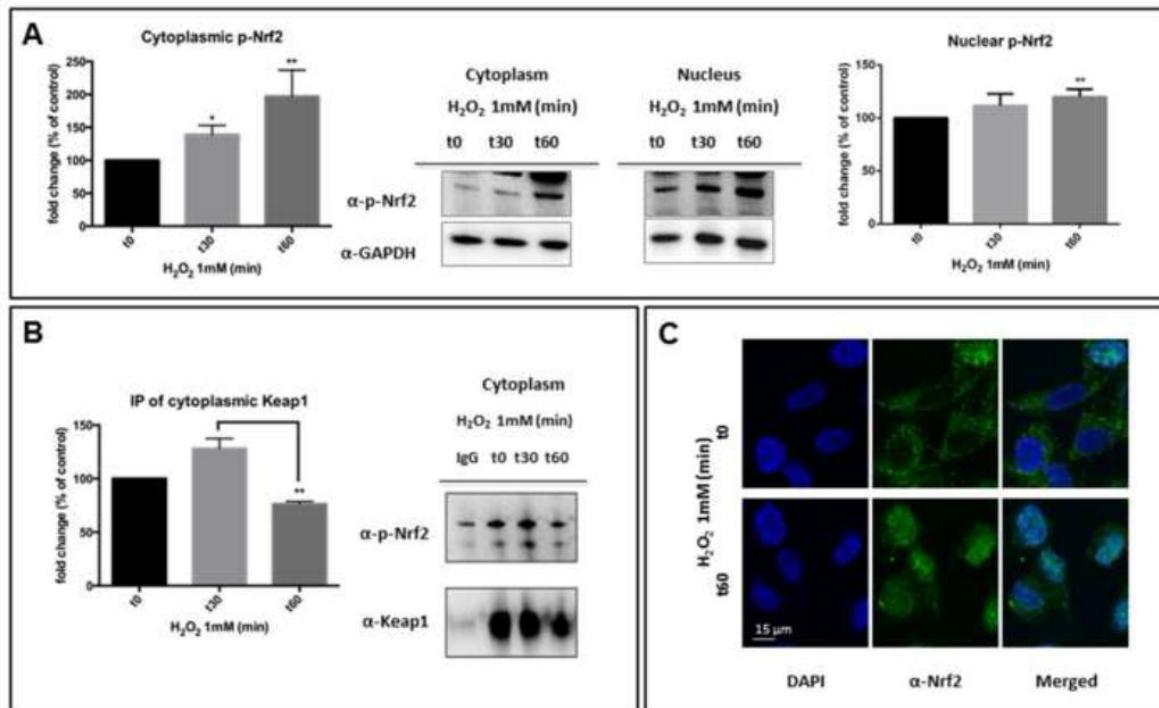 A
Cytoplasmic p-Nrf2
fold change (% of control)
250
200
150
100
50
0
*
**
t0
t30
t60
H₂O₂ 1mM (min)
Cytoplasm
H₂O₂ 1mM (min)
t0 t30 t60
Nucleus
H₂O₂ 1mM (min)
t0 t30 t60
α-p-Nrf2
α-GAPDH
Nuclear p-Nrf2
fold change (% of control)
150
100
50
0
**
t0
t30
t60
H₂O₂ 1mM (min)
B
IP of cytoplasmic Keap1
fold change (% of control)
150
100
50
0
**
t0
t30
t60
H₂O₂ 1mM (min)
Cytoplasm
H₂O₂ 1mM (min)
IgG t0 t30 t60
α-p-Nrf2
α-Keap1
C
H₂O₂ 1mM (min)
t0
t60
15 µm
DAPI α-Nrf2 Merged